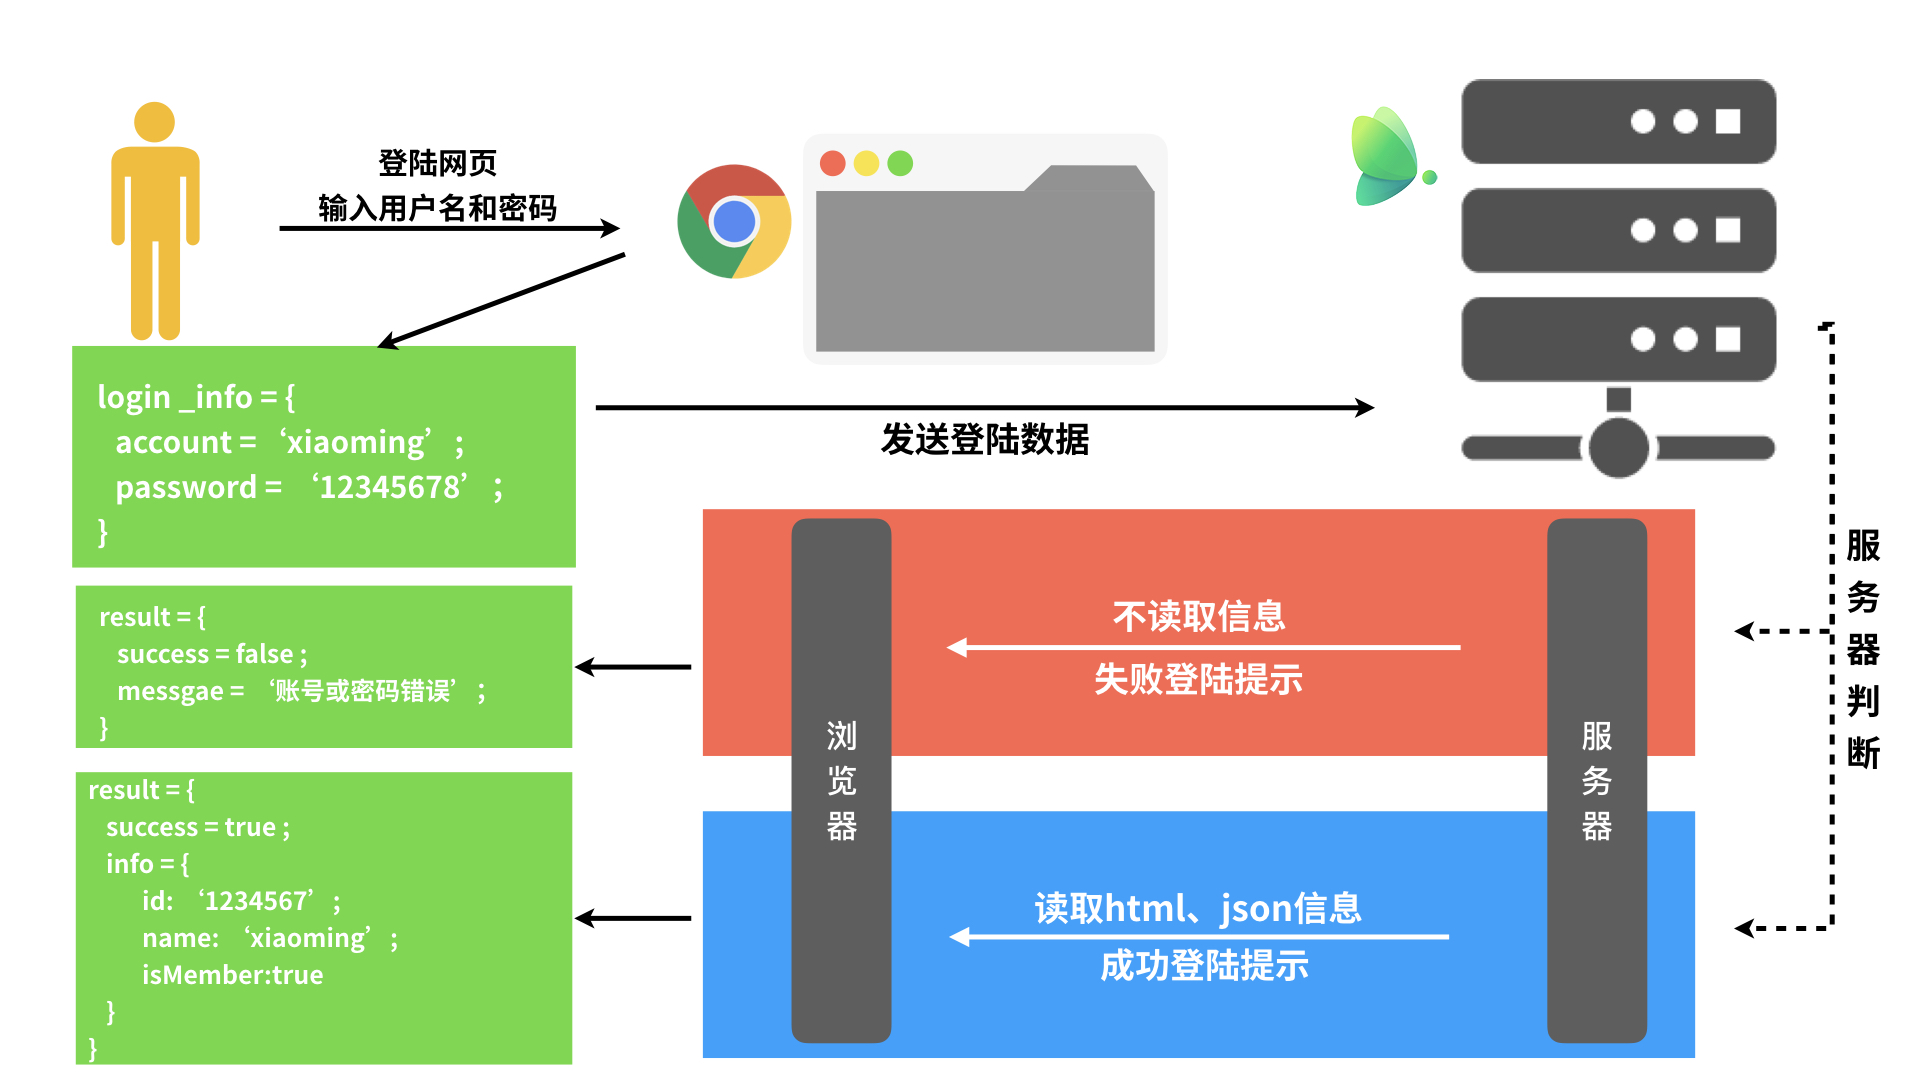 登陆网页
输入用户名和密码
login _info = {
account = ‘xiaoming’ ;
password = ‘12345678’ ;
}
发送登陆数据
result = {
success = false ;
messgae = ‘账号或密码错误’ ;
}
result = {
success = true ;
info = {
id: ‘1234567’ ;
name: ‘xiaoming’ ;
isMember:true
}
}
浏
览
器
不读取信息
失败登陆提示
读取html、json信息
成功登陆提示
服
务
器
服
务
器
判
断